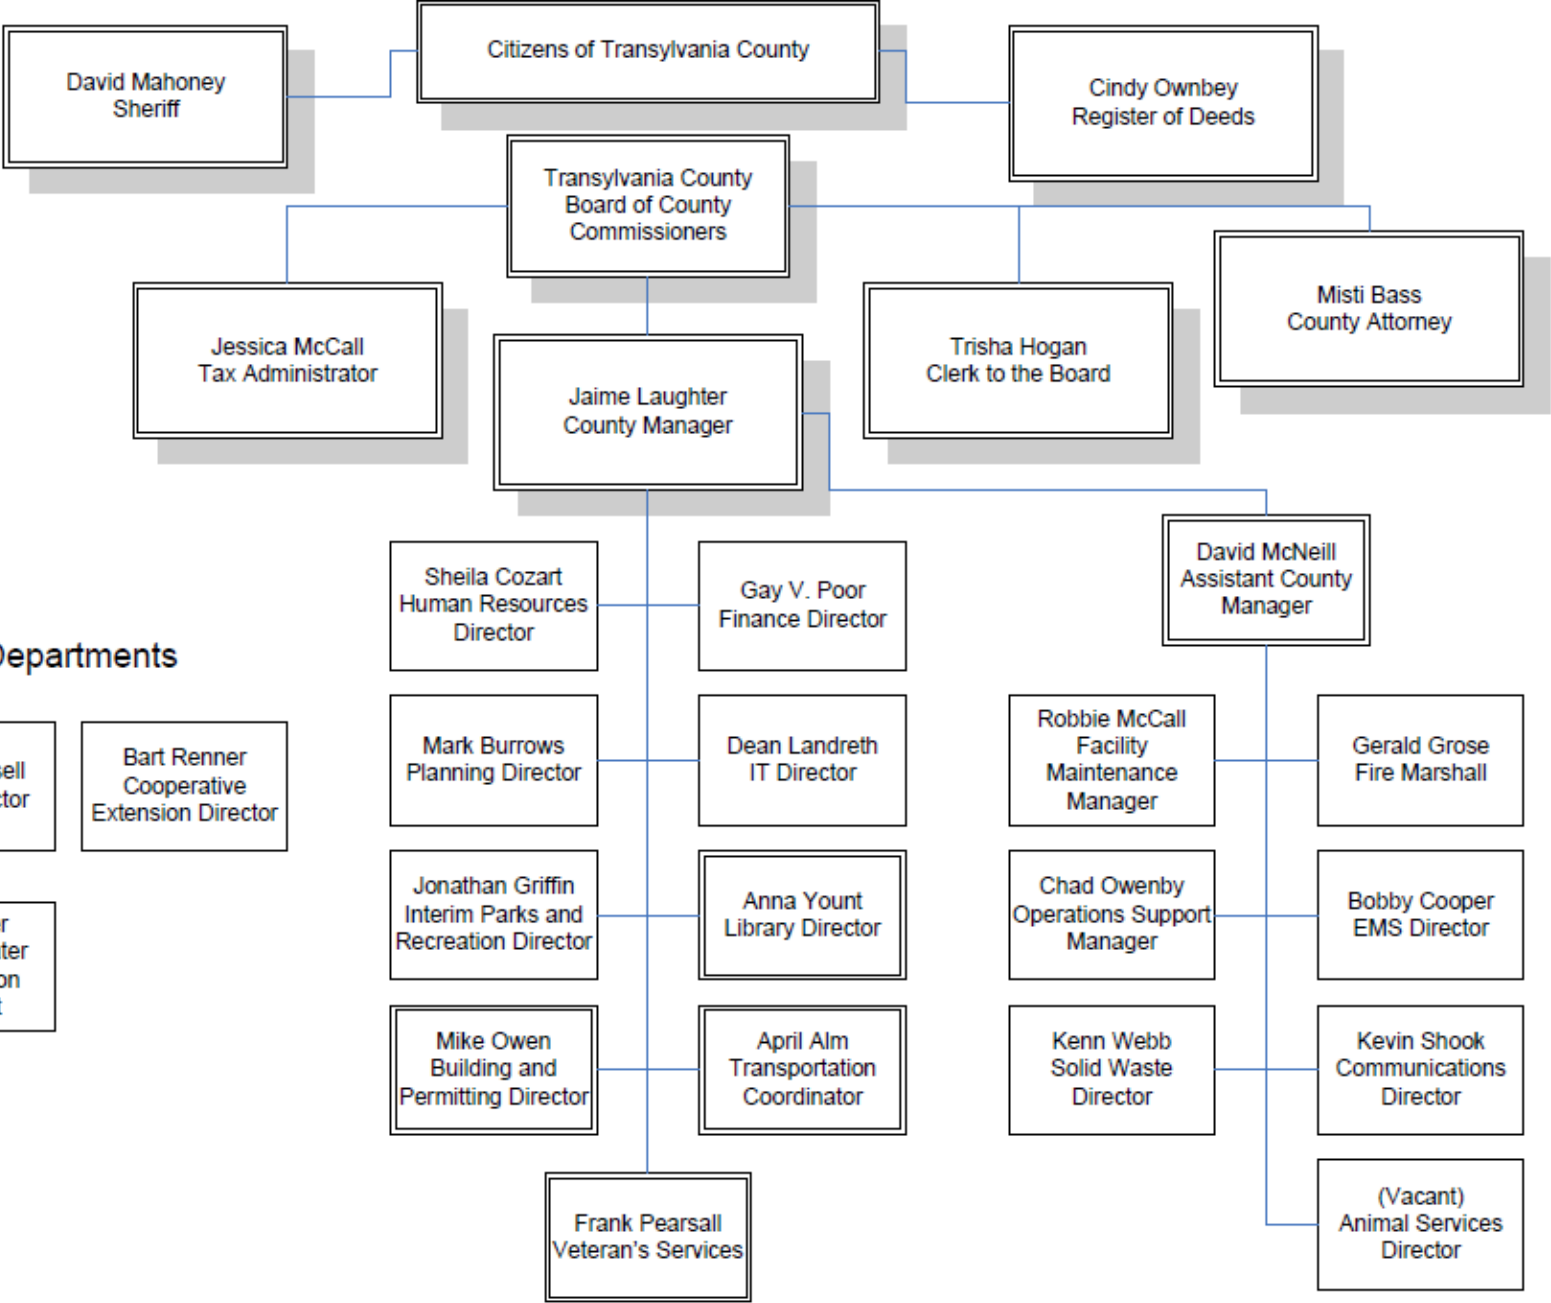 Citizens of Transylvania County
David Mahoney
Sheriff
Cindy Ownbey
Register of Deeds
Transylvania County
Board of County
Commissioners
Jessica McCall
Tax Administrator
Trisha Hogan
Clerk to the Board
Misti Bass
County Attorney
Jaime Laughter
County Manager
David McNeill
Assistant County
Manager
Departments
Bart Renner
Cooperative
Extension Director
Sheila Cozart
Human Resources
Director
Gay V. Poor
Finance Director
Mark Burrows
Planning Director
Dean Landreth
IT Director
Jonathan Griffin
Interim Parks and
Recreation Director
Anna Yount
Library Director
Mike Owen
Building and
Permitting Director
April Alm
Transportation
Coordinator
Frank Pearsall
Veteran's Services
Robbie McCall
Facility
Maintenance
Manager
Gerald Grose
Fire Marshall
Chad Owenby
Operations Support
Manager
Bobby Cooper
EMS Director
Kenn Webb
Solid Waste
Director
Kevin Shook
Communications
Director
(Vacant)
Animal Services
Director